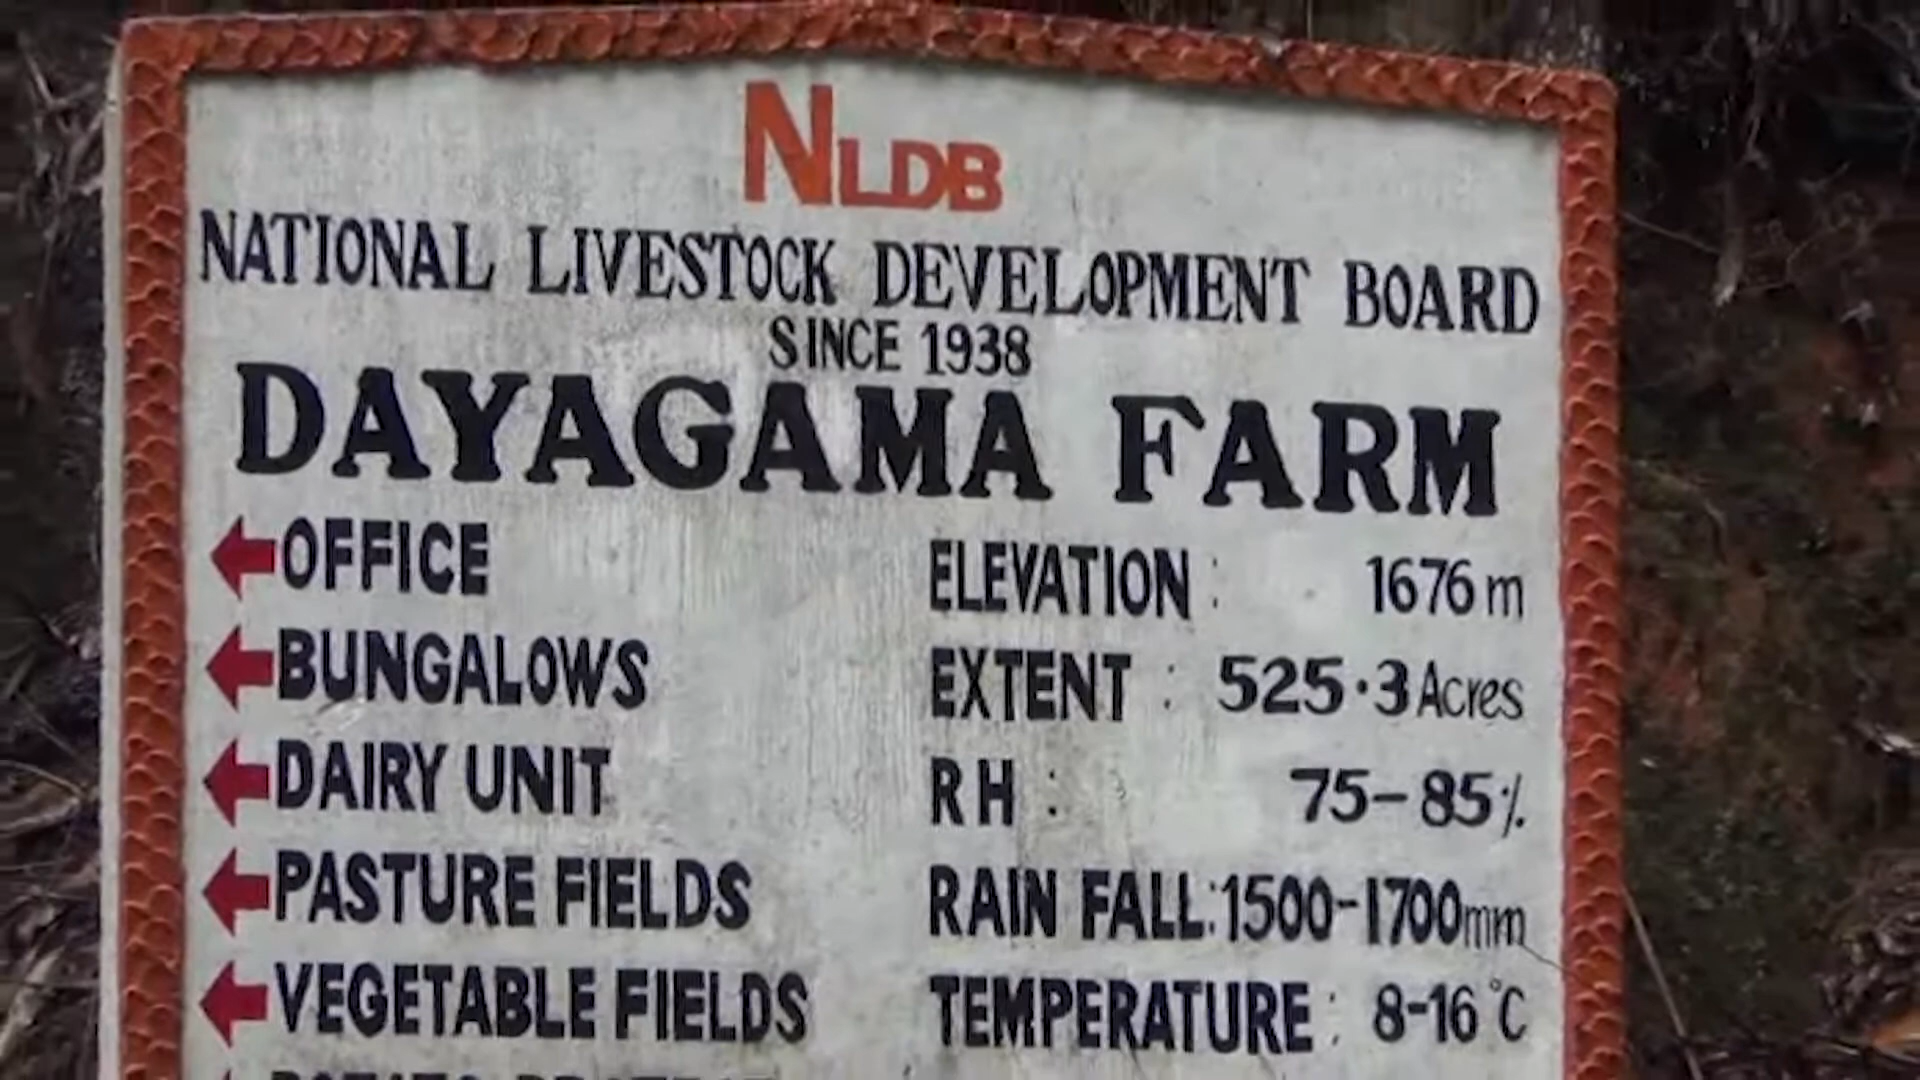 NLDB
NATIONAL LIVESTOCK DEVELOPMENT BOARD
SINCE 1938
DAYAGAMA FARM
OFFICE
BUNGALOWS
DAIRY UNIT
PASTURE FIELDS
VEGETABLE FIELDS
ELEVATION : 1676 m
EXTENT : 525.3 Acres
RH : 75-85%
RAIN FALL: 1500-1700mm
TEMPERATURE : 8-16°C